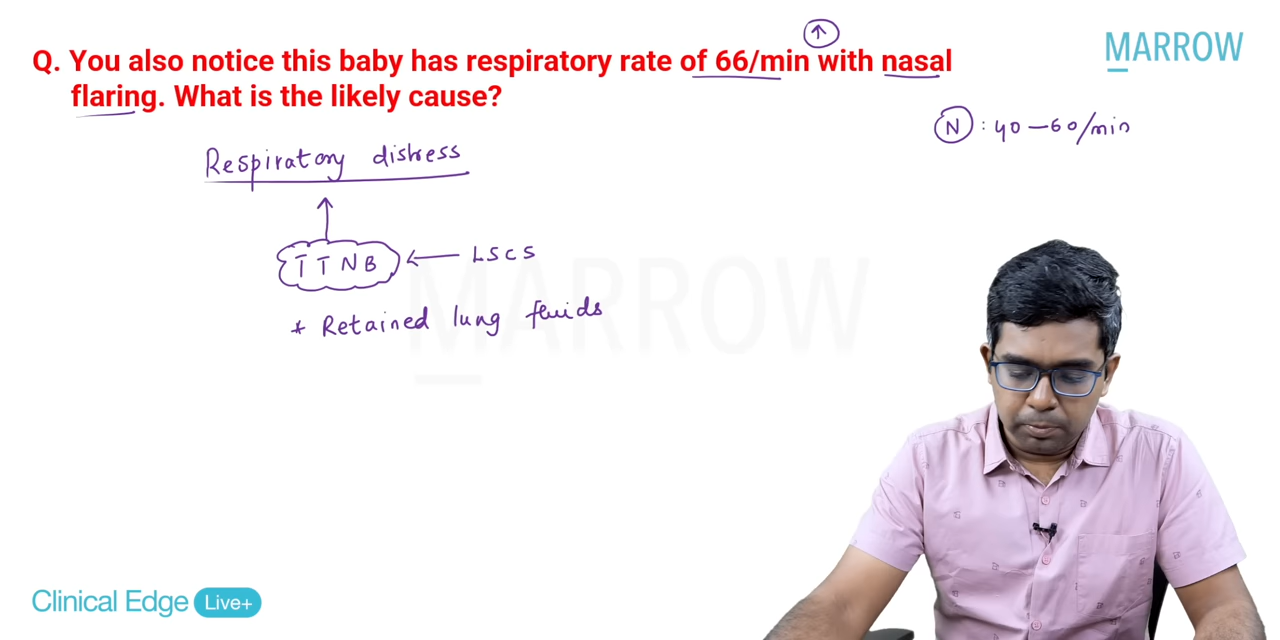 ↑
Q. You also notice this baby has respiratory rate of 66/min with nasal
flaring. What is the likely cause?
MARROW
N : 40 – 60/min
Respiratory distress
↑
TTNB ← LSCS
* Retained lung fluids
MARROW
Clinical Edge Live+